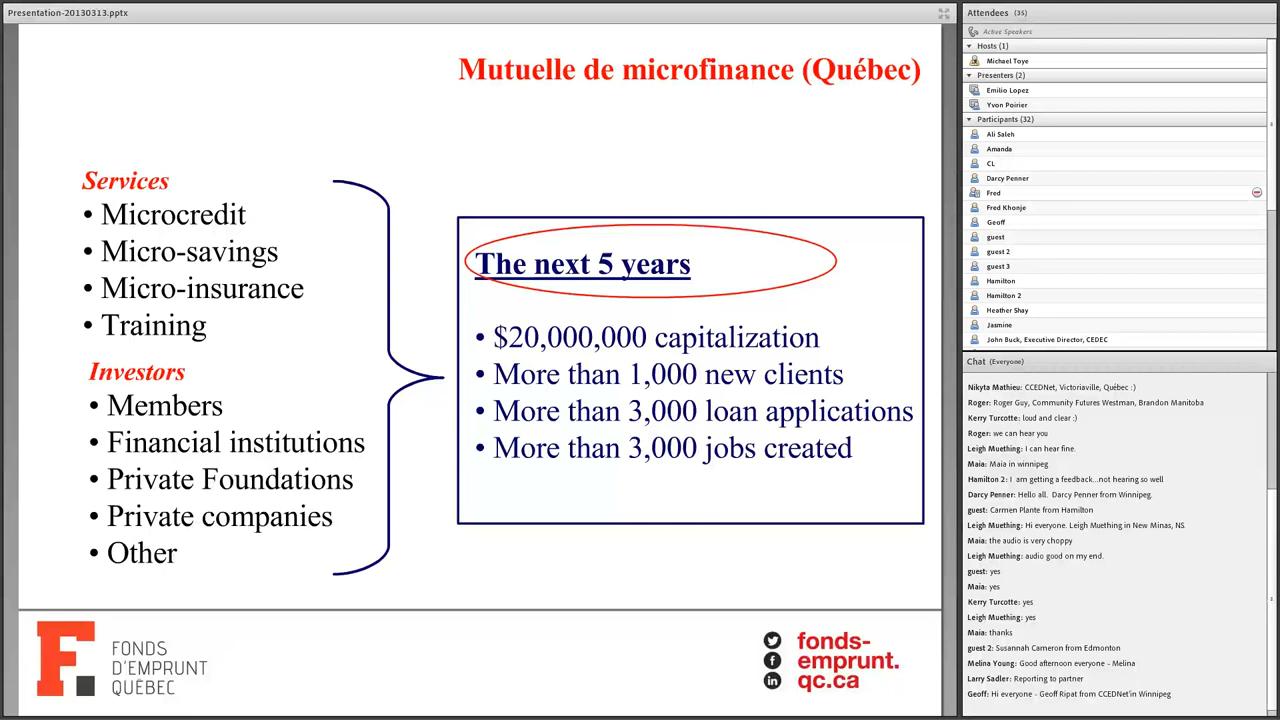 Presentation-20130313.pptx
Mutuelle de microfinance (Québec)
Services
• Microcredit
• Micro-savings
• Micro-insurance
• Training
Investors
• Members
• Financial institutions
• Private Foundations
• Private companies
• Other
The next 5 years
• $20,000,000 capitalization
• More than 1,000 new clients
• More than 3,000 loan applications
• More than 3,000 jobs created
F.
FONDS
D'EMPRUNT
QUÉBEC
fonds-
emprunt.
qc.ca
Attendees (35)
Active Speakers
Hosts (1)
Michael Toye
Presenters (2)
Emilio Lopez
Yvon Poirier
Participants (32)
Ali Saleh
Amanda
CL
Darcy Penner
Fred
Fred Khonje
Geoff
guest
guest 2
guest 3
Hamilton
Hamilton 2
Heather Shay
Jasmine
John Buck, Executive Director, CEDEC
Chat (Everyone)
Nikyta Mathieu: CCEDNet, Victoriaville, Québec :)
Roger: Roger Guy, Community Futures Westman, Brandon Manitoba
Kerry Turcotte: loud and clear :)
Roger: we can hear you
Leigh Muething: I can hear fine.
Maia: Maia in winnipeg
Hamilton 2: I am getting a feedback...not hearing so well
Darcy Penner: Hello all. Darcy Penner from Winnipeg.
guest: Carmen Plante from Hamilton
Leigh Muething: Hi everyone. Leigh Muething in New Minas, NS.
Maia: the audio is very choppy
Leigh Muething: audio good on my end.
guest: yes
Maia: yes
Kerry Turcotte: yes
Leigh Muething: yes
Maia: thanks
guest 2: Susannah Cameron from Edmonton
Melina Young: Good afternoon everyone - Melina
Larry Sadler: Reporting to partner
Geoff: Hi everyone - Geoff Ripat from CCEDNet'in Winnipeg